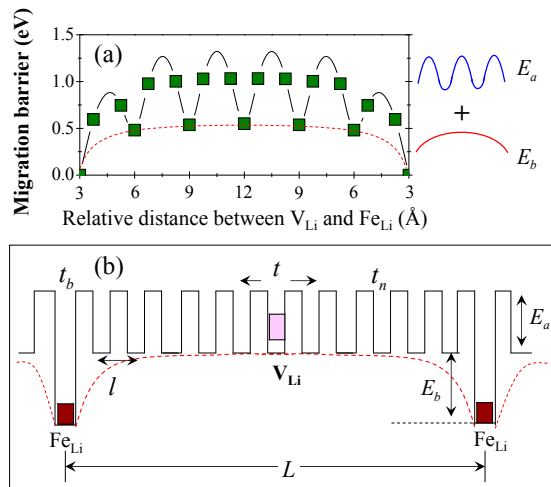 (a)
Migration barrier (eV)
1.5
1.0
0.5
0.0
3 6 9 12 9 6 3
Relative distance between V_Li and Fe_Li (Å)
E_a
+
E_b
(b)
t_b t t_n
E_a
l V_Li E_b
Fe_Li Fe_Li
L